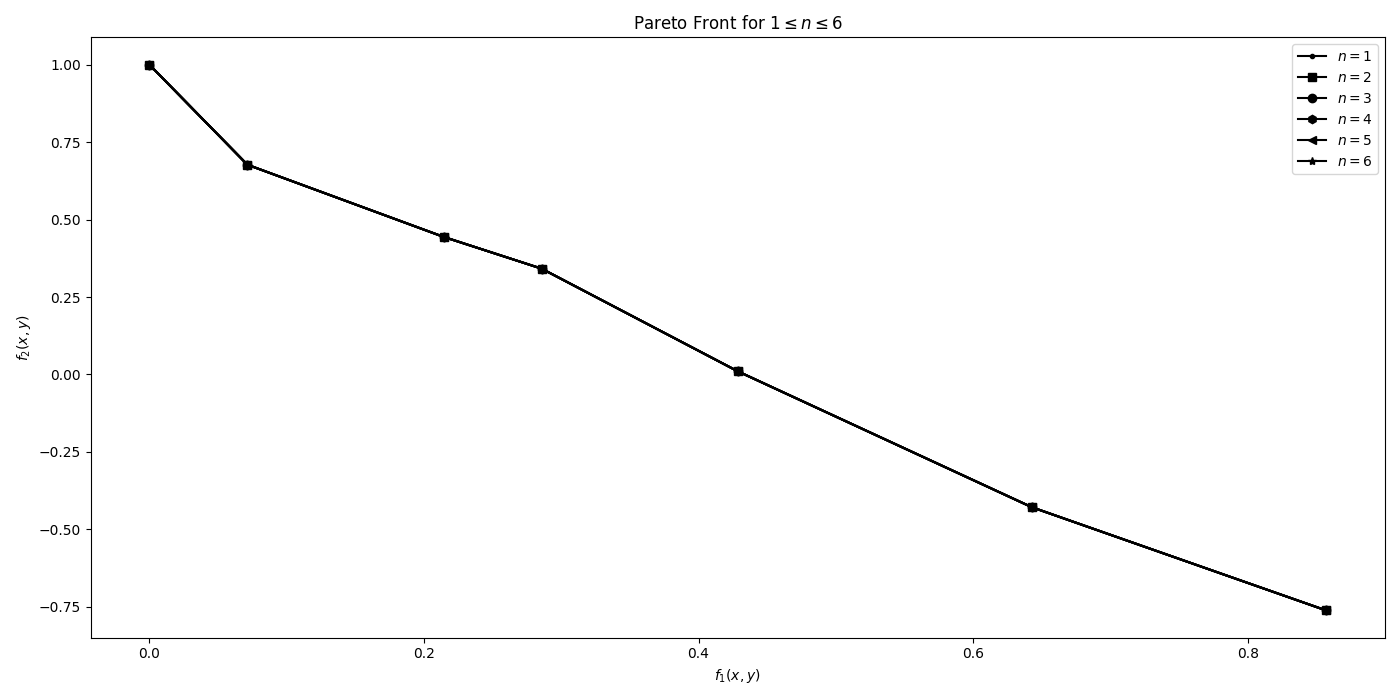 Pareto Front for 1 ≤ n ≤ 6
n = 1
n = 2
n = 3
n = 4
n = 5
n = 6
1.00
0.75
0.50
0.25
0.00
−0.25
−0.50
−0.75
f₂(x, y)
0.0
0.2
0.4
0.6
0.8
f₁(x, y)